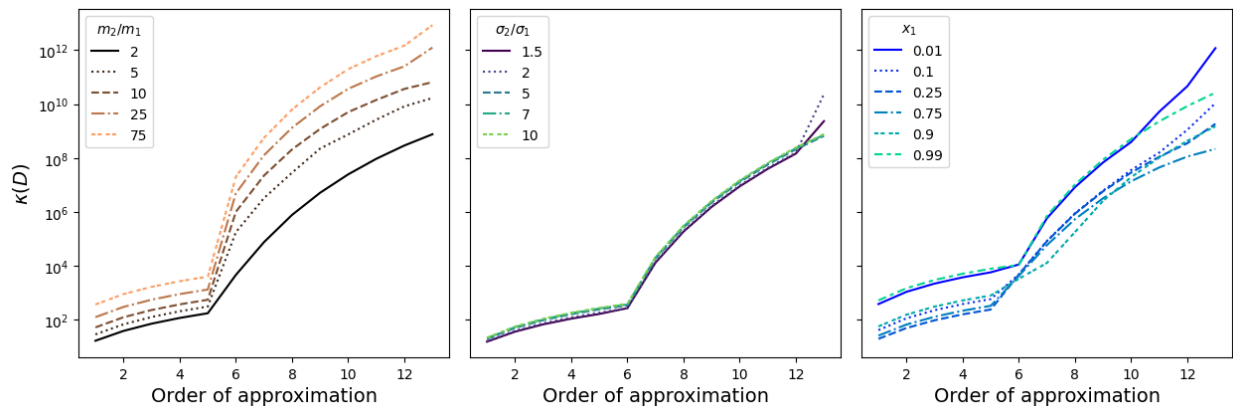 κ(D)
10¹²
10¹⁰
10⁸
10⁶
10⁴
10²
m₂/m₁
2
5
10
25
75
2 4 6 8 10 12
Order of approximation
σ₂/σ₁
1.5
2
5
7
10
2 4 6 8 10 12
Order of approximation
x₁
0.01
0.1
0.25
0.75
0.9
0.99
2 4 6 8 10 12
Order of approximation